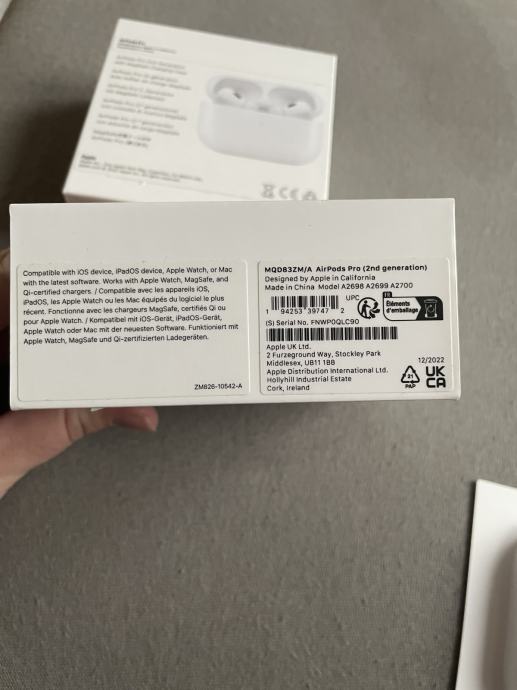 Compatible with iOS device, iPadOS device, Apple Watch, or Mac
with the latest software. Works with Apple Watch, MagSafe, and
Qi-certified chargers. / Compatible avec les appareils iOS,
iPadOS, les Apple Watch ou les Mac équipés du logiciel le plus
récent. Fonctionne avec les chargeurs MagSafe, certifiés Qi ou
pour Apple Watch. / Kompatibel mit iOS-Gerät, iPadOS-Gerät,
Apple Watch oder Mac mit der neuesten Software. Funktioniert mit
Apple Watch, MagSafe und Qi-zertifizierten Ladegeräten.
ZM826-10542-A
MQD83ZM/A AirPods Pro (2nd generation)
Designed by Apple in California
Made in China Model A2698 A2699 A2700
UPC
1 94253 39747 2
FR
Éléments
d'emballage
(S) Serial No. FNWP0QLC90
Apple UK Ltd.
2 Furzeground Way, Stockley Park
Middlesex, UB11 1BB
Apple Distribution International Ltd.
Hollyhill Industrial Estate
Cork, Ireland
12/2022
21
PAP
UK
CA